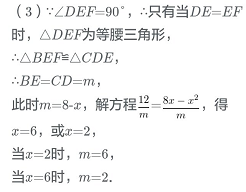 （3）∵∠DEF=90°，∴只有当DE=EF
时，△DEF为等腰三角形，
∴△BEF≌△CDE，
∴BE=CD=m，
此时m=8-x，解方程12/m=(8x−x²)/m，得
x=6，或x=2，
当x=2时，m=6，
当x=6时，m=2．